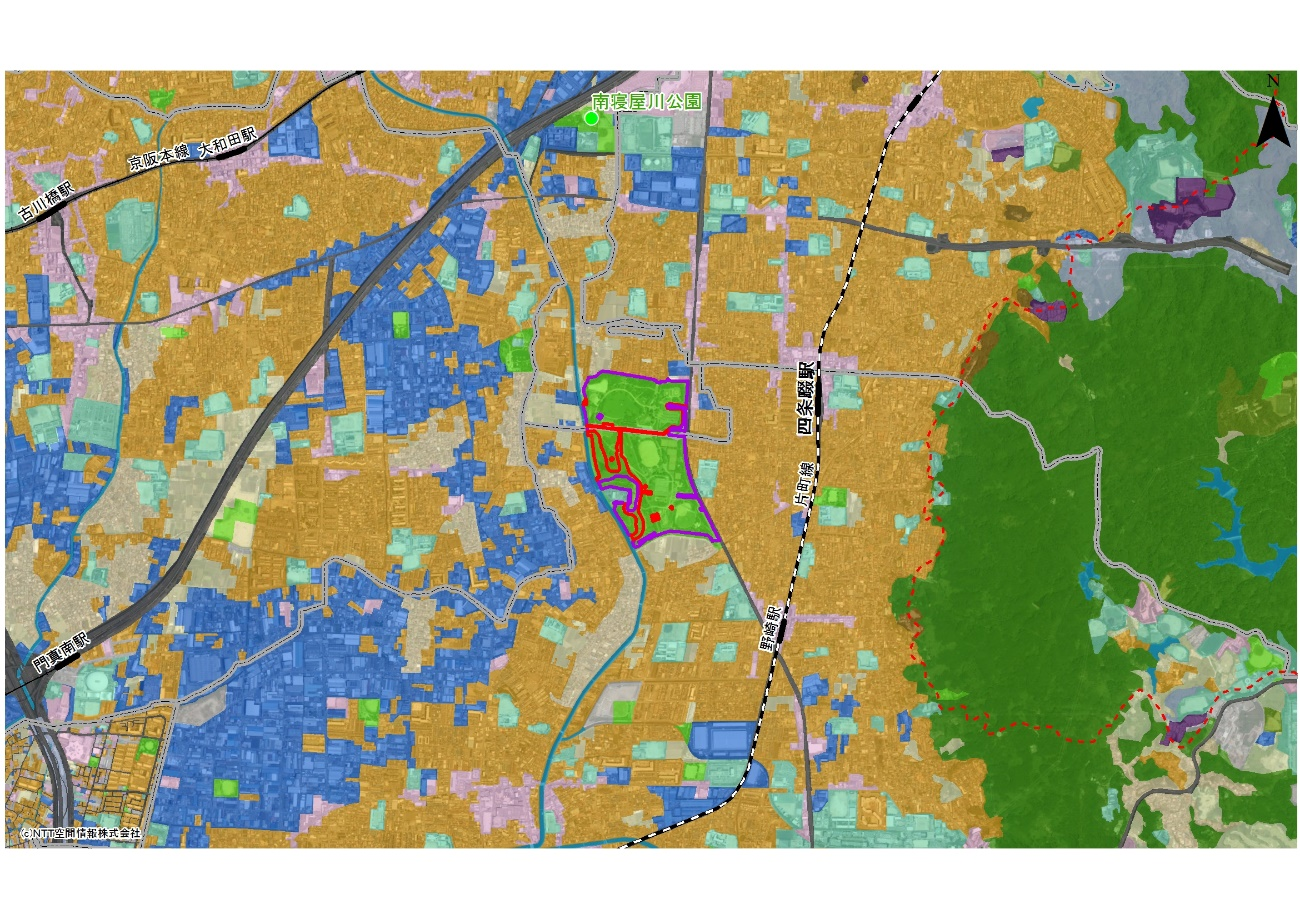 N
南寝屋川公園
京阪本線 大和田駅
古川橋駅
四条畷駅
片町線
野崎駅
門真南駅
(c)NTT空間情報株式会社